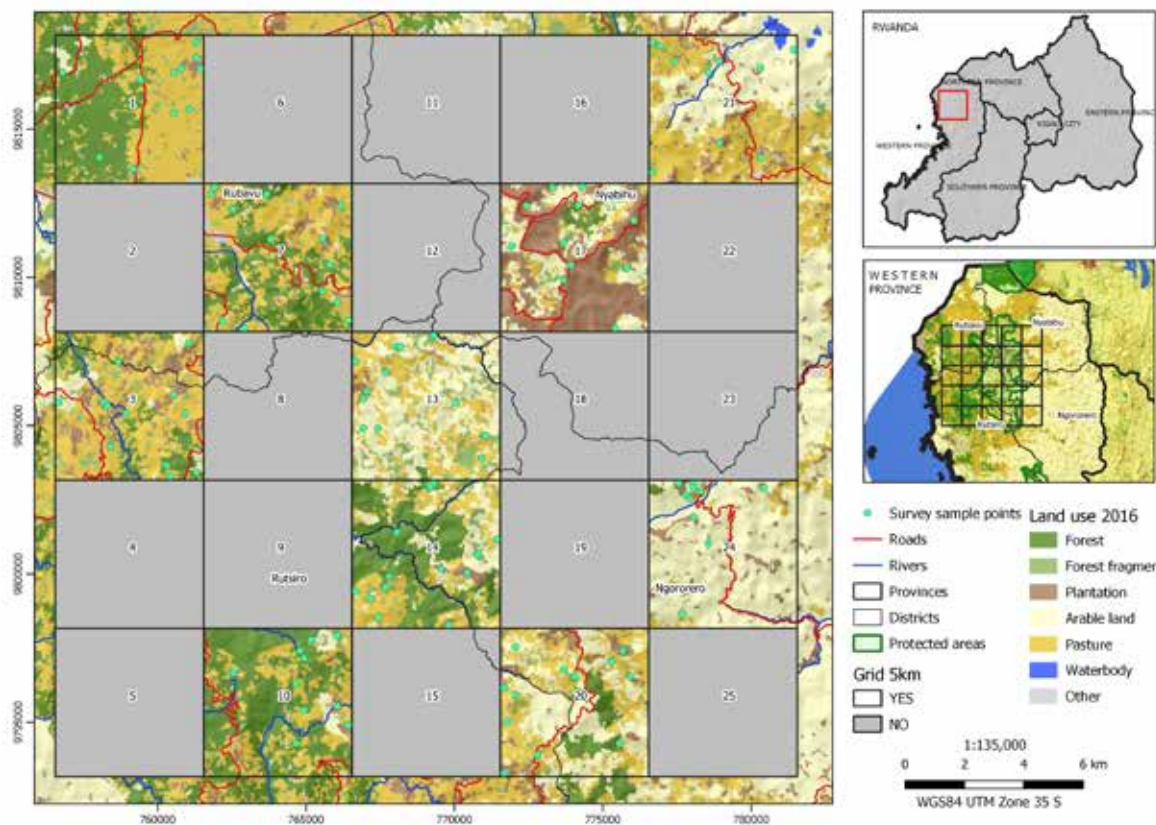 1
6
11
16
21
Rubavu
Nyabihu
2
7
12
17
22
3
8
13
18
23
4
9
14
19
24
Rutsiro
Ngororero
5
10
15
20
25
9815000
9810000
9805000
9800000
9795000
760000
765000
770000
775000
780000
RWANDA
NORTHERN PROVINCE
EASTERN PROVINC
KIGALI CITY
WESTERN PROV
SOUTHERN PROVINCE
WESTERN
PROVINCE
Rubavu
Nyabihu
Ngororero
Rutsiro
Survey sample points
Roads
Rivers
Provinces
Districts
Protected areas
Grid 5km
YES
NO
Land use 2016
Forest
Forest fragmen
Plantation
Arable land
Pasture
Waterbody
Other
1:135,000
0 2 4 6 km
WGS84 UTM Zone 35 S